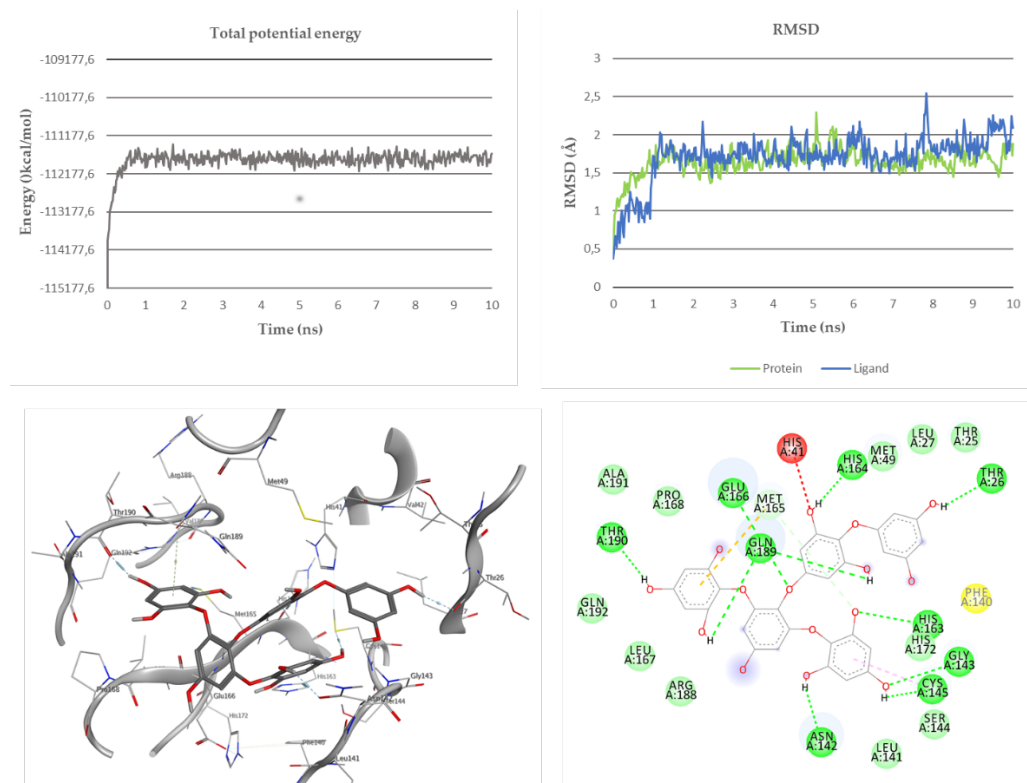 Total potential energy
-109177,6
-110177,6
-111177,6
-112177,6
-113177,6
-114177,6
-115177,6
Energy (0kcal/mol)
0 1 2 3 4 5 6 7 8 9 10
Time (ns)
RMSD
3
2,5
2
1,5
1
0,5
0
RMSD (Å)
0 1 2 3 4 5 6 7 8 9 10
Time (ns)
Protein Ligand
Arg188
Met49
His41
Val42
Thr190
Gln189
Gln192
Thr26
Met165
Pro168
Glu166
His163
Gly143
His172
Phe140
Leu141
HIS
A:41
LEU
A:27
THR
A:25
HIS
A:164
MET
A:49
THR
A:26
ALA
A:191
PRO
A:168
GLU
A:166
MET
A:165
THR
A:190
GLN
A:189
PHE
A:140
GLN
A:192
HIS
A:163
HIS
A:172
LEU
A:167
GLY
A:143
ARG
A:188
CYS
A:145
SER
A:144
ASN
A:142
LEU
A:141